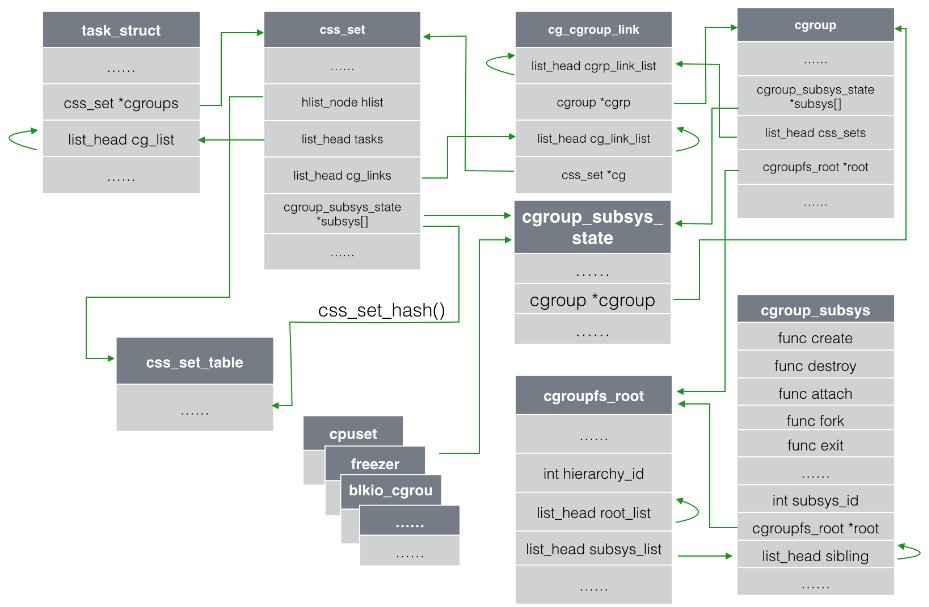 task_struct
......
css_set *cgroups
list_head cg_list
......
css_set
......
hlist_node hlist
list_head tasks
list_head cg_links
cgroup_subsys_state
*subsys[]
......
cg_cgroup_link
list_head cgrp_link_list
cgroup *cgrp
list_head cg_link_list
css_set *cg
cgroup
......
cgroup_subsys_state
*subsys[]
list_head css_sets
cgroupfs_root *root
......
cgroup_subsys_
state
......
cgroup *cgroup
......
css_set_hash()
css_set_table
......
cpuset
freezer
blkio_cgrou
......
......
cgroupfs_root
......
int hierarchy_id
list_head root_list
list_head subsys_list
......
cgroup_subsys
func create
func destroy
func attach
func fork
func exit
......
int subsys_id
cgroupfs_root *root
list_head sibling
......